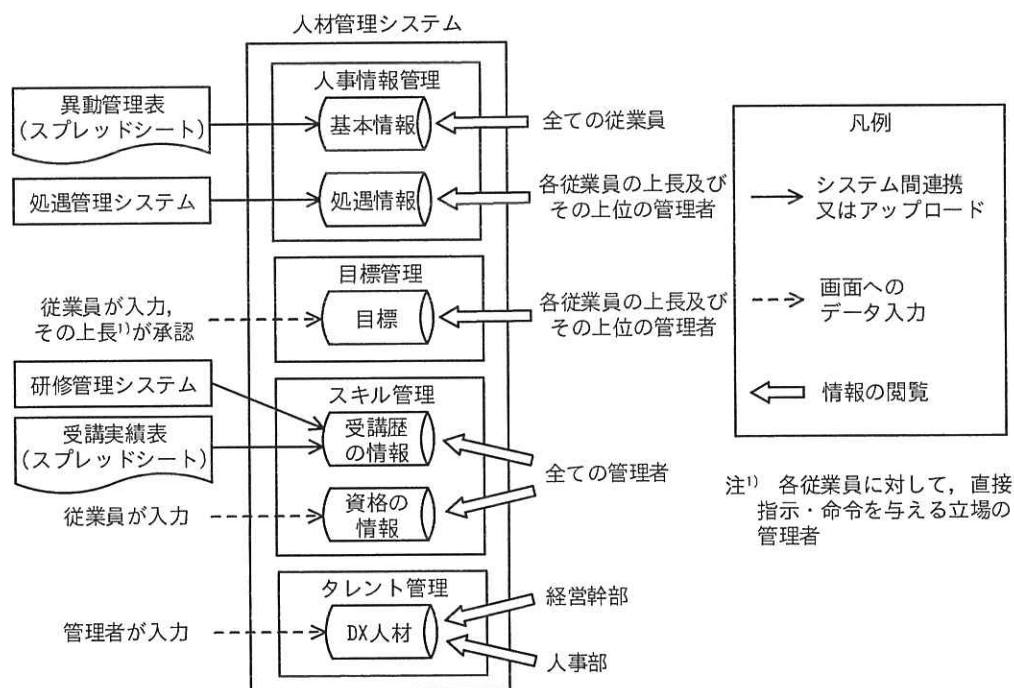 人材管理システム
人事情報管理
異動管理表
(スプレッドシート)
基本情報
全ての従業員
処遇管理システム
処遇情報
各従業員の上長及び
その上位の管理者
目標管理
従業員が入力,
その上長1)が承認
目標
各従業員の上長及び
その上位の管理者
研修管理システム
スキル管理
受講実績表
(スプレッドシート)
受講歴
の情報
全ての管理者
従業員が入力
資格の
情報
タレント管理
管理者が入力
DX人材
経営幹部
人事部
凡例
システム間連携
又はアップロード
画面への
データ入力
情報の閲覧
注1) 各従業員に対して,直接
指示・命令を与える立場の
管理者